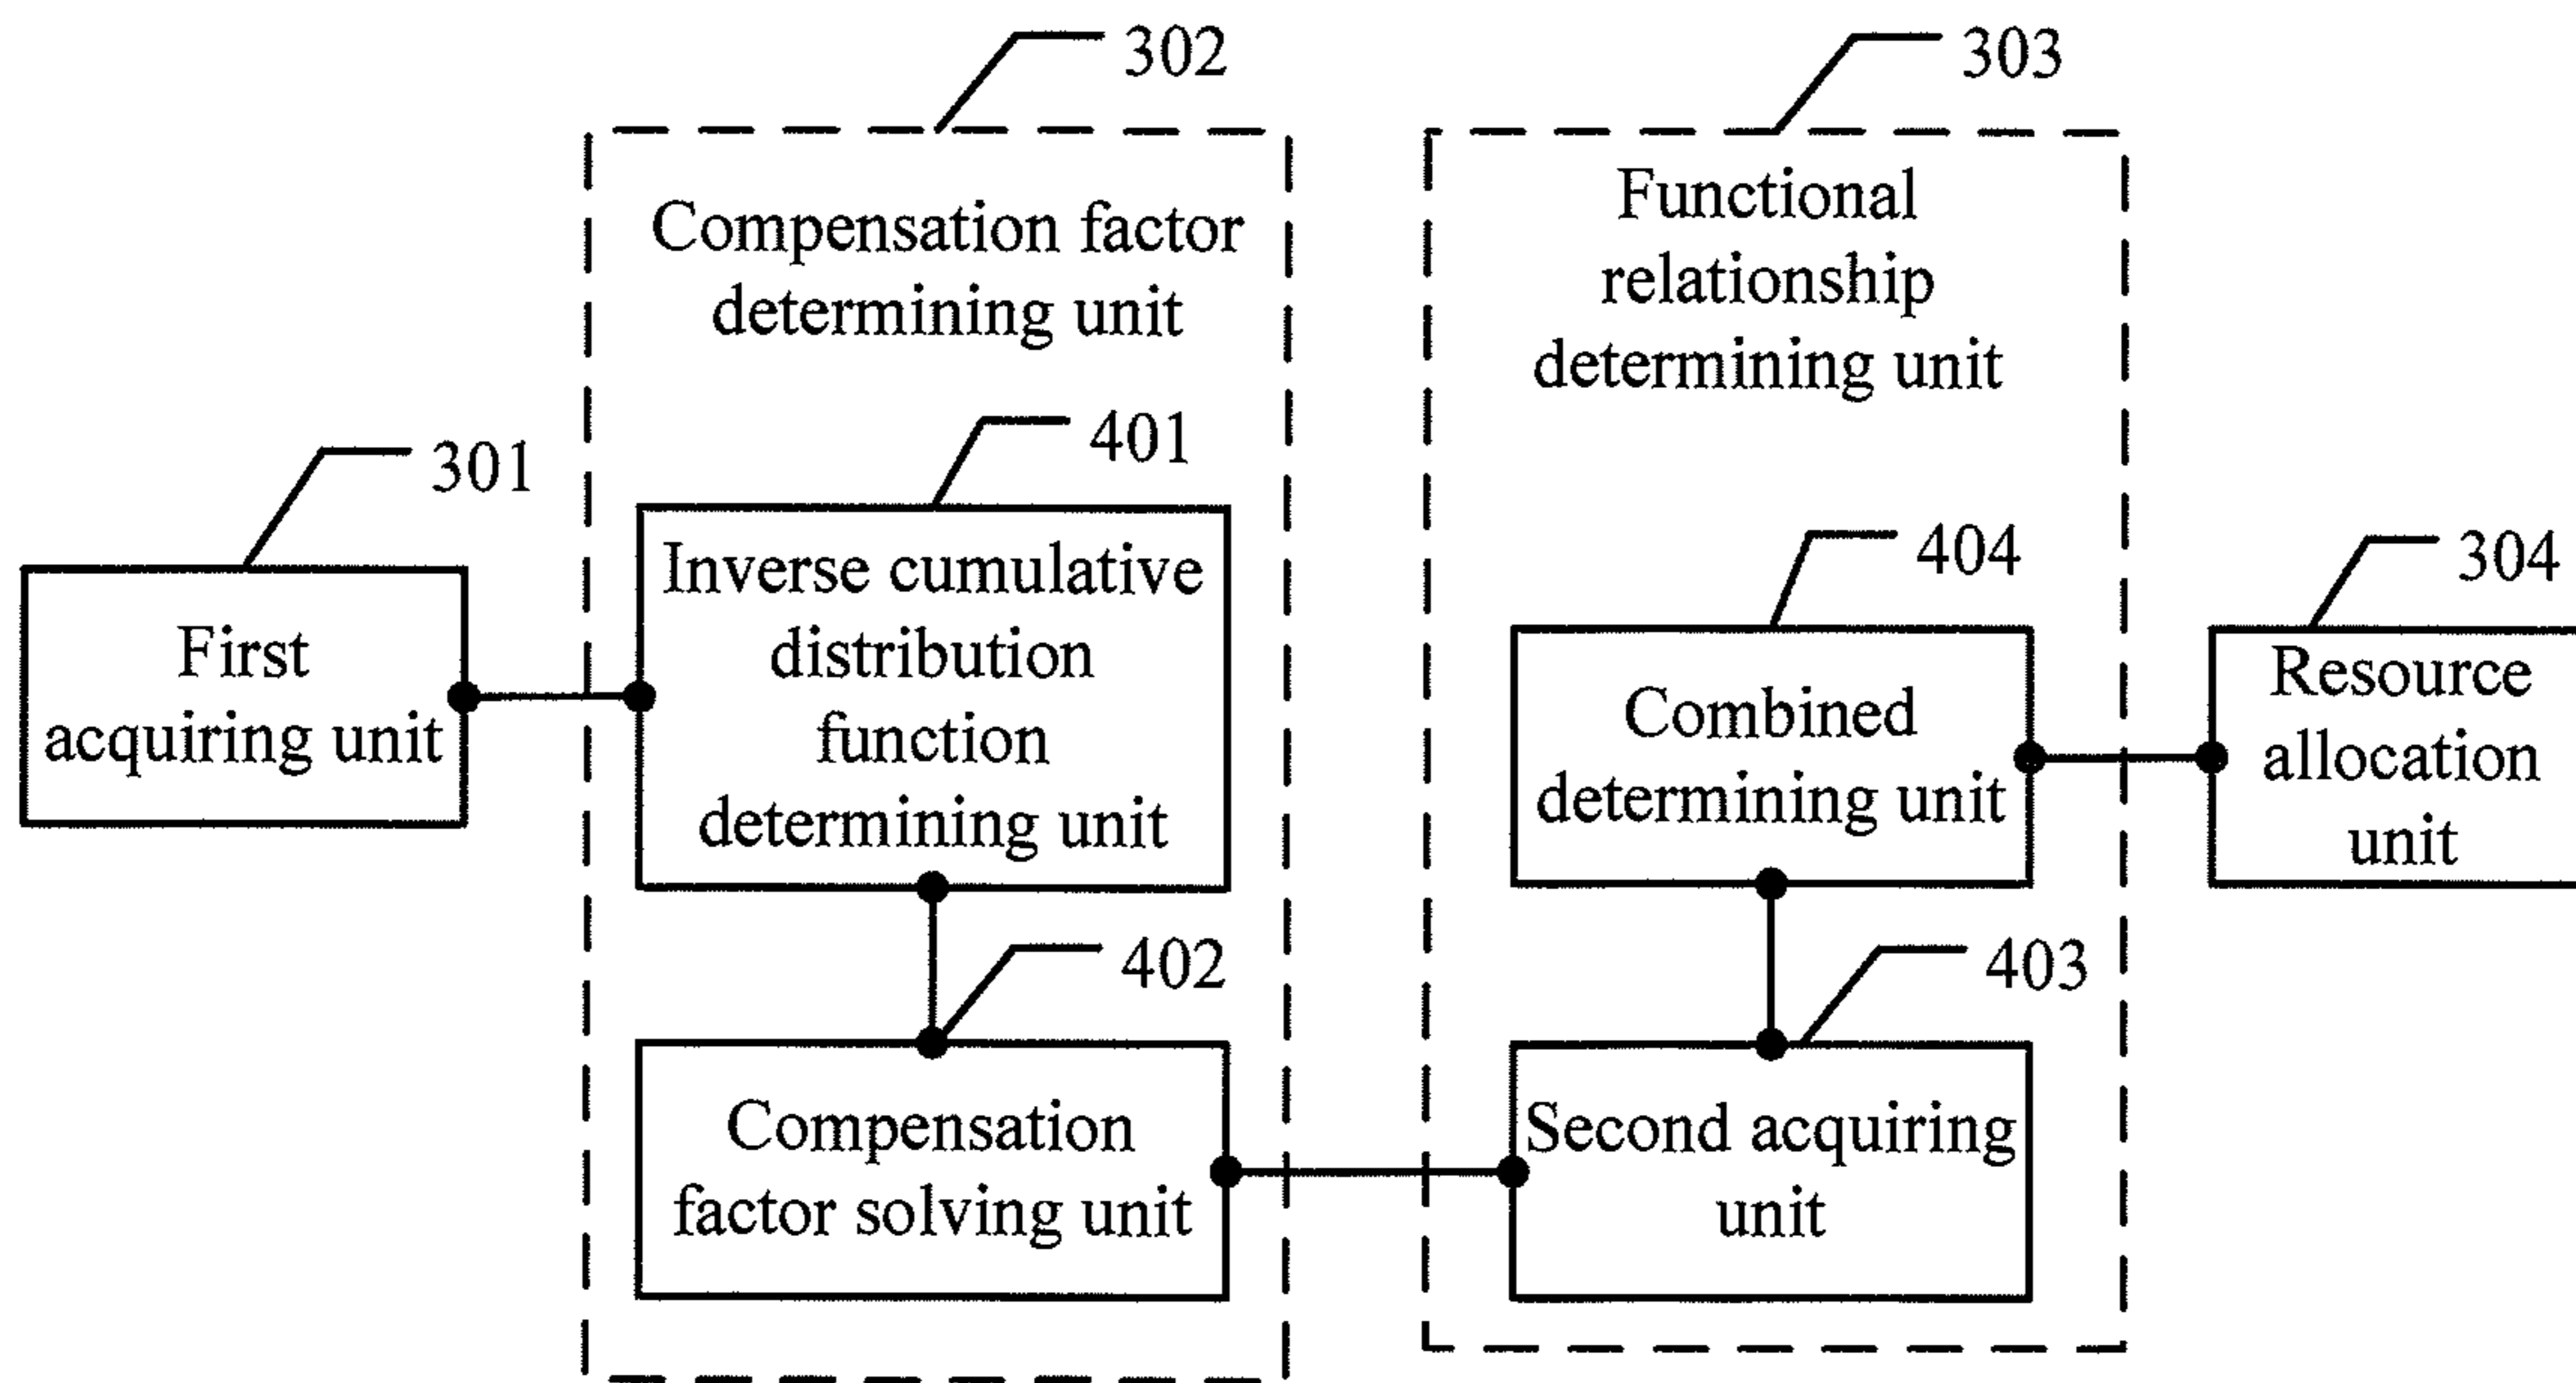 302
303
Compensation factor
determining unit
Functional
relationship
determining unit
301
401
404
304
First
acquiring unit
Inverse cumulative
distribution
function
determining unit
Combined
determining unit
Resource
allocation
unit
402
403
Compensation
factor solving unit
Second acquiring
unit